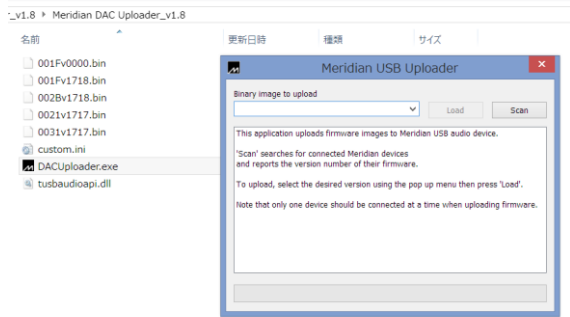 r_v1.8 ▸ Meridian DAC Uploader_v1.8
名前 更新日時 種類 サイズ
001Fv0000.bin
001Fv1718.bin
002Bv1718.bin
0021v1717.bin
0031v1717.bin
custom.ini
DACUploader.exe
tusbaudioapi.dll
Meridian USB Uploader
Binary image to upload
Load Scan
This application uploads firmware images to Meridian USB audio device.
'Scan' searches for connected Meridian devices
and reports the version number of their firmware.
To upload, select the desired version using the pop up menu then press 'Load'.
Note that only one device should be connected at a time when uploading firmware.